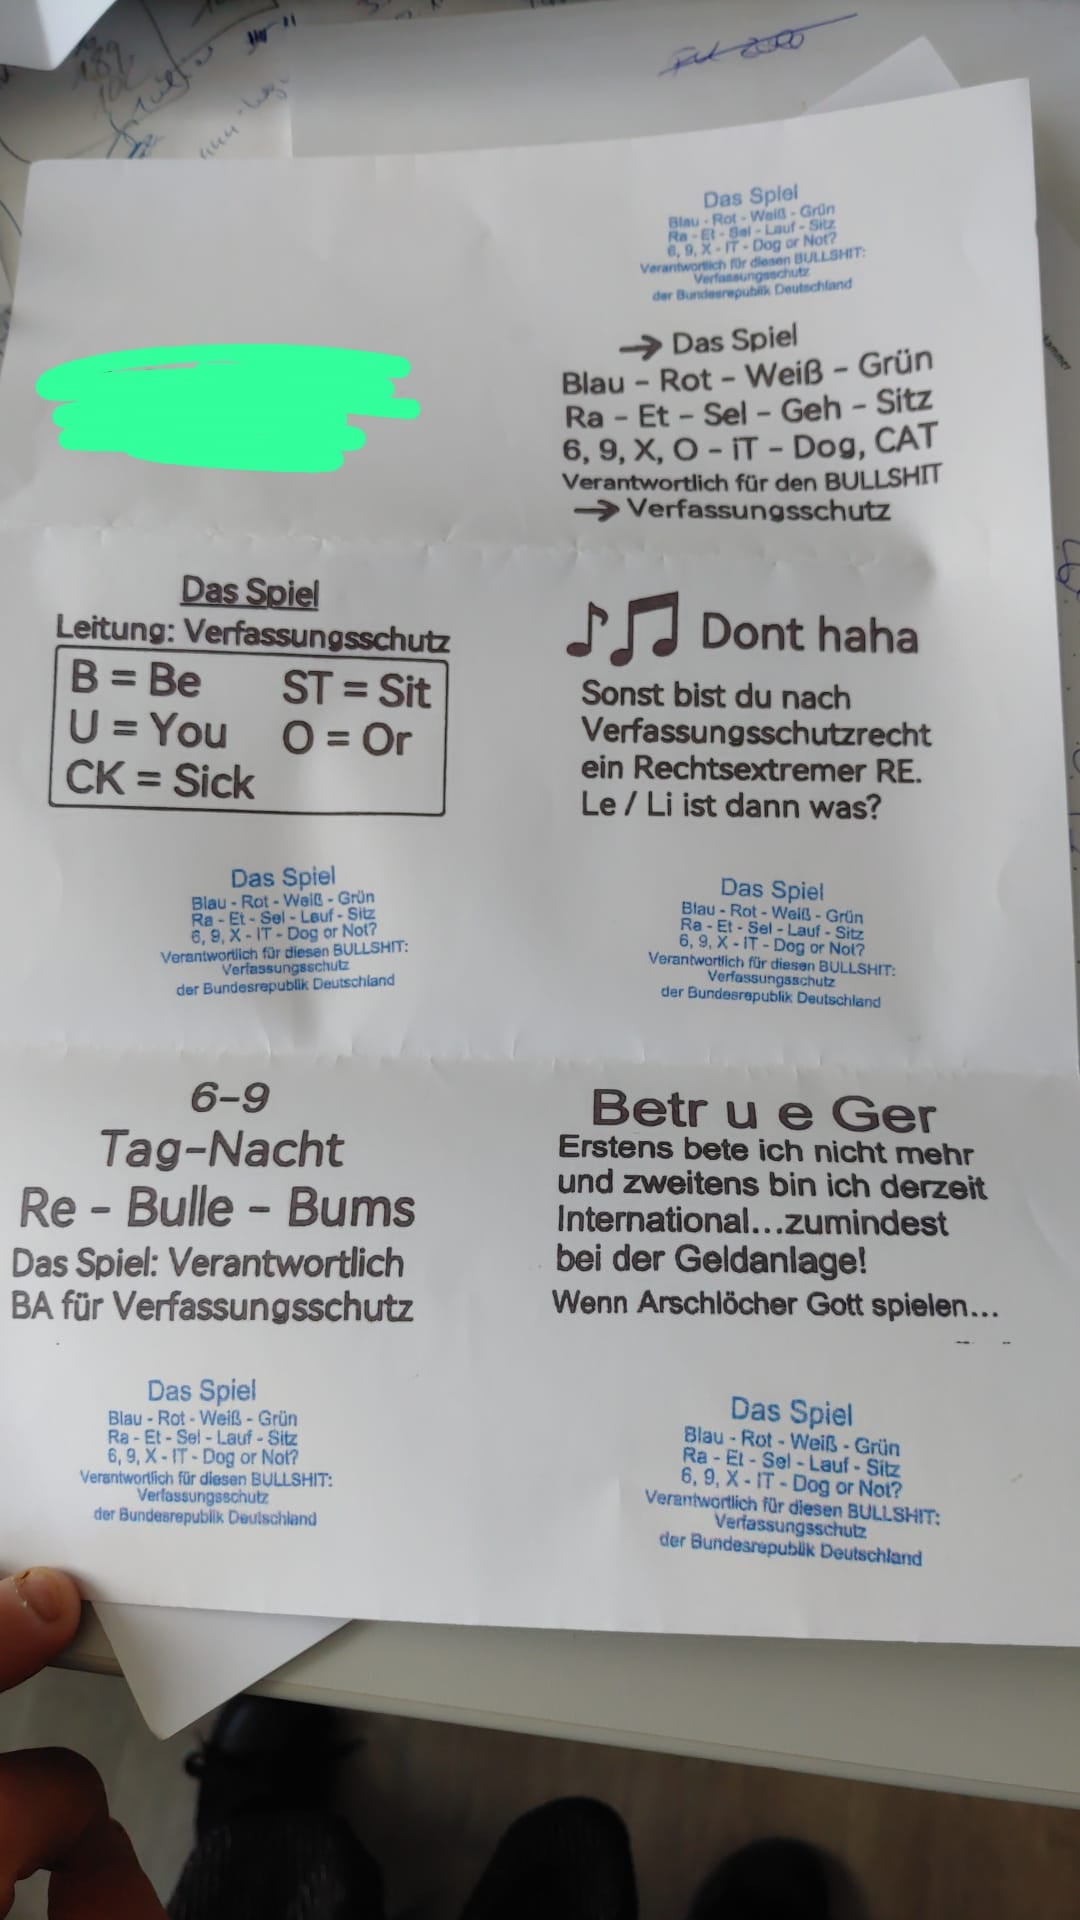 Das Spiel
Blau - Rot - Weiß - Grün
Ra - Et - Sel - Lauf - Sitz
6, 9, X - IT - Dog or Not?
Verantwortlich für diesen BULLSHIT:
Verfassungsschutz
der Bundesrepublik Deutschland
→ Das Spiel
Blau - Rot - Weiß - Grün
Ra - Et - Sel - Geh - Sitz
6, 9, X, O - iT - Dog, CAT
Verantwortlich für den BULLSHIT
→ Verfassungsschutz
Das Spiel
Leitung: Verfassungsschutz
B = Be ST = Sit
U = You O = Or
CK = Sick
♪♫ Dont haha
Sonst bist du nach
Verfassungsschutzrecht
ein Rechtsextremer RE.
Le / Li ist dann was?
Das Spiel
Blau - Rot - Weiß - Grün
Ra - Et - Sel - Lauf - Sitz
6, 9, X - IT - Dog or Not?
Verantwortlich für diesen BULLSHIT:
Verfassungsschutz
der Bundesrepublik Deutschland
Das Spiel
Blau - Rot - Weiß - Grün
Ra - Et - Sel - Lauf - Sitz
6, 9, X - IT - Dog or Not?
Verantwortlich für diesen BULLSHIT:
Verfassungsschutz
der Bundesrepublik Deutschland
6-9
Tag-Nacht
Re - Bulle - Bums
Das Spiel: Verantwortlich
BA für Verfassungsschutz
Betr u e Ger
Erstens bete ich nicht mehr
und zweitens bin ich derzeit
International...zumindest
bei der Geldanlage!
Wenn Arschlöcher Gott spielen...
Das Spiel
Blau - Rot - Weiß - Grün
Ra - Et - Sel - Lauf - Sitz
6, 9, X - IT - Dog or Not?
Verantwortlich für diesen BULLSHIT:
Verfassungsschutz
der Bundesrepublik Deutschland
Das Spiel
Blau - Rot - Weiß - Grün
Ra - Et - Sel - Lauf - Sitz
6, 9, X - IT - Dog or Not?
Verantwortlich für diesen BULLSHIT:
Verfassungsschutz
der Bundesrepublik Deutschland